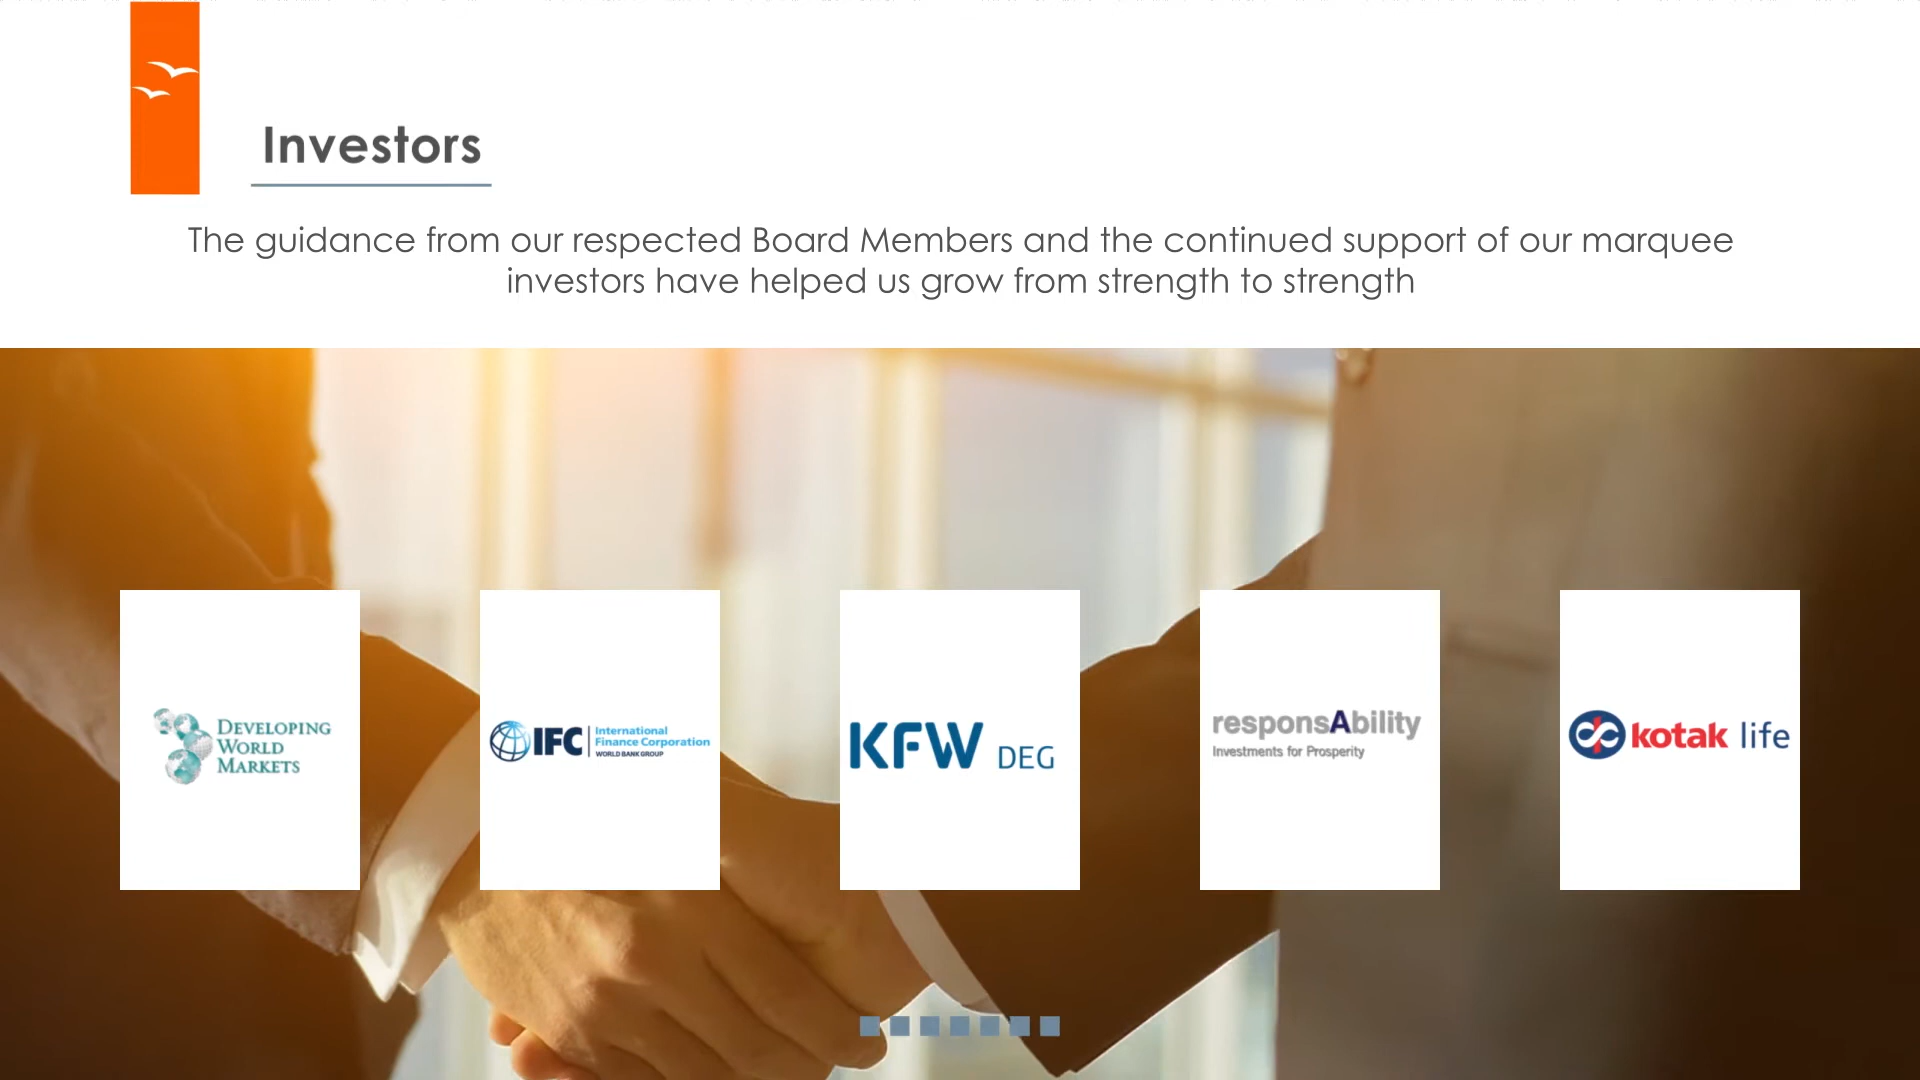 Investors
The guidance from our respected Board Members and the continued support of our marquee
investors have helped us grow from strength to strength
DEVELOPING
WORLD
MARKETS
IFC
International
Finance Corporation
WORLD BANK GROUP
KFW DEG
responsAbility
Investments for Prosperity
kotak life